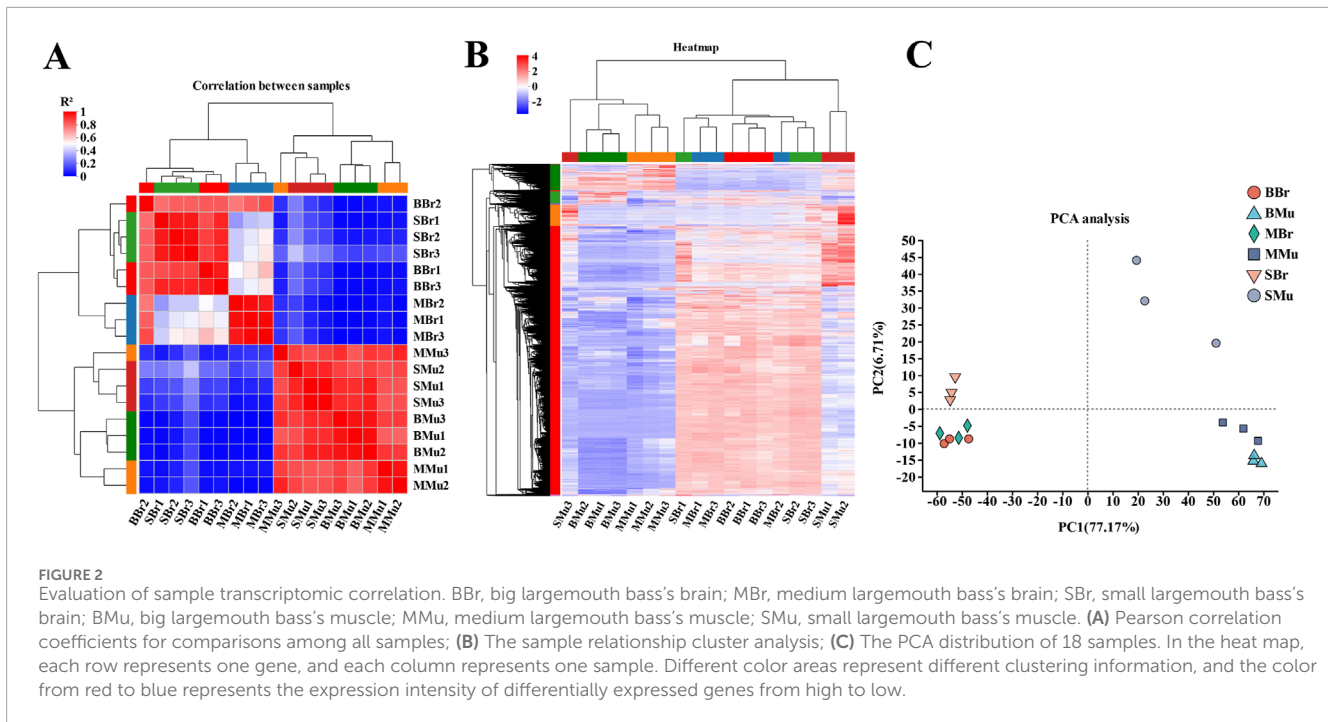 A
Correlation between samples
R²
1
0.8
0.6
0.4
0.2
0
BBr2
SBr1
SBr2
SBr3
BBr1
BBr3
MBr2
MBr1
MBr3
MMu3
SMu2
SMu1
SMu3
BMu3
BMu1
BMu2
MMu1
MMu2
BBr2 SBr1 SBr2 SBr3 BBr1 BBr3 MBr2 MBr1 MBr3 MMu3 SMu2 SMu1 SMu3 BMu3 BMu1 BMu2 MMu1 MMu2
B
Heatmap
4
2
0
-2
SMu3 BMu2 BMu1 BMu3 MMu1 MMu2 MMu3 SBr1 MBr1 MBr3 BBr2 BBr1 BBr3 MBr2 SBr2 SBr3 SMu1 SMu2
C
PCA analysis
PC2(6.71%)
50
45
40
35
30
25
20
15
10
5
0
-5
-10
-15
-20
-60 -50 -40 -30 -20 -10 0 10 20 30 40 50 60 70
PC1(77.17%)
BBr
BMu
MBr
MMu
SBr
SMu
FIGURE 2
Evaluation of sample transcriptomic correlation. BBr, big largemouth bass's brain; MBr, medium largemouth bass's brain; SBr, small largemouth bass's
brain; BMu, big largemouth bass's muscle; MMu, medium largemouth bass's muscle; SMu, small largemouth bass's muscle. (A) Pearson correlation
coefficients for comparisons among all samples; (B) The sample relationship cluster analysis; (C) The PCA distribution of 18 samples. In the heat map,
each row represents one gene, and each column represents one sample. Different color areas represent different clustering information, and the color
from red to blue represents the expression intensity of differentially expressed genes from high to low.